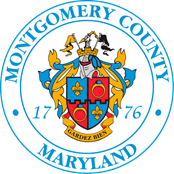 MONTGOMERY COUNTY
17 76
GARDEZ BIEN
MARYLAND